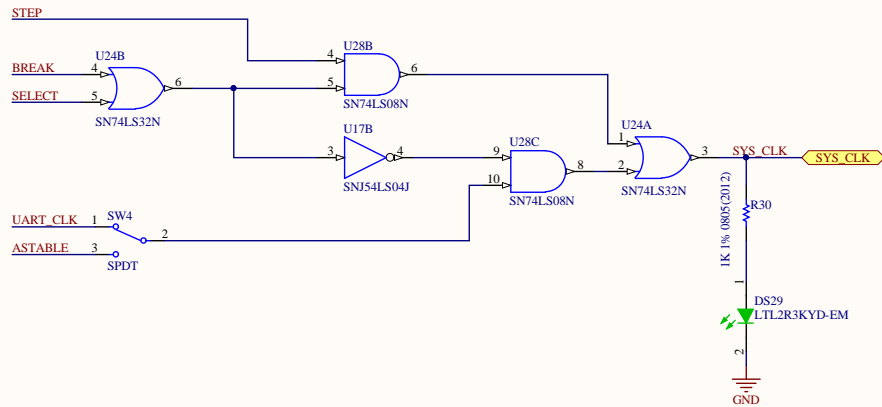 STEP
U28B
4
6
5
SN74LS08N
U24B
BREAK
4
6
SELECT
5
SN74LS32N
U17B
3
4
SNJ54LS04J
U28C
9
8
10
SN74LS08N
U24A
1
3
2
SN74LS32N
SYS_CLK
SYS_CLK
UART_CLK
1
SW4
2
ASTABLE
3
SPDT
R30
1K 1% 0805(2012)
1
DS29
LTL2R3KYD-EM
2
GND